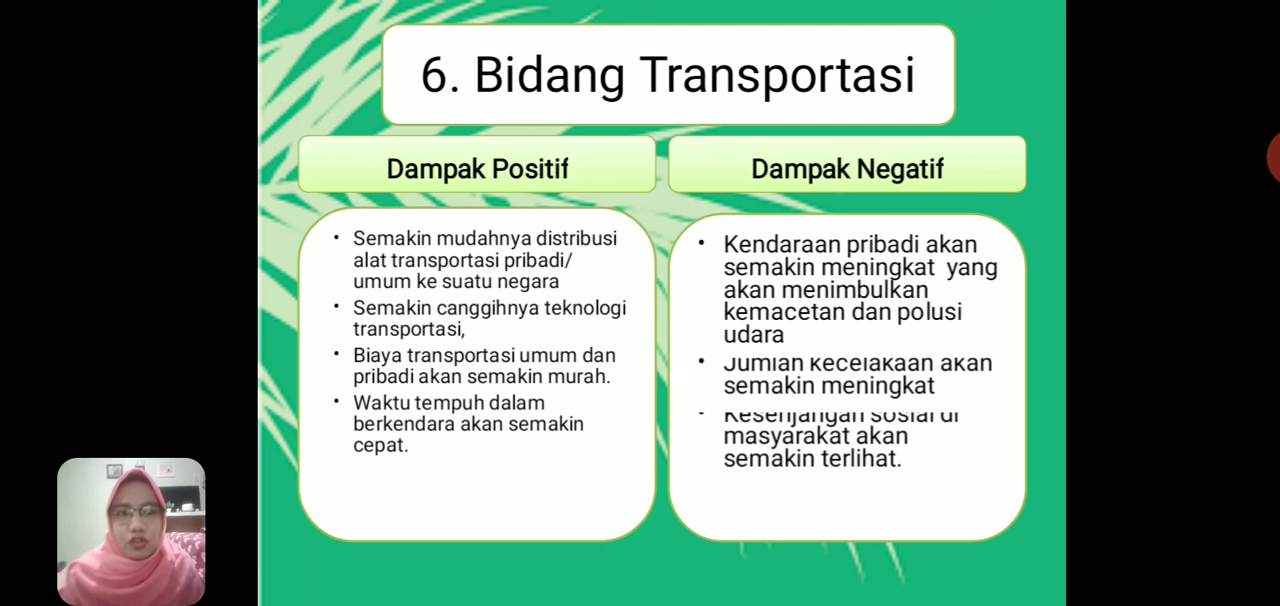 6. Bidang Transportasi
Dampak Positif
Semakin mudahnya distribusi
alat transportasi pribadi/
umum ke suatu negara
Semakin canggihnya teknologi
transportasi,
Biaya transportasi umum dan
pribadi akan semakin murah.
Waktu tempuh dalam
berkendara akan semakin
cepat.
Dampak Negatif
Kendaraan pribadi akan
semakin meningkat yang
akan menimbulkan
kemacetan dan polusi
udara
Jumlah kecelakaan akan
semakin meningkat
Kesenjangan sosial di
masyarakat akan
semakin terlihat.